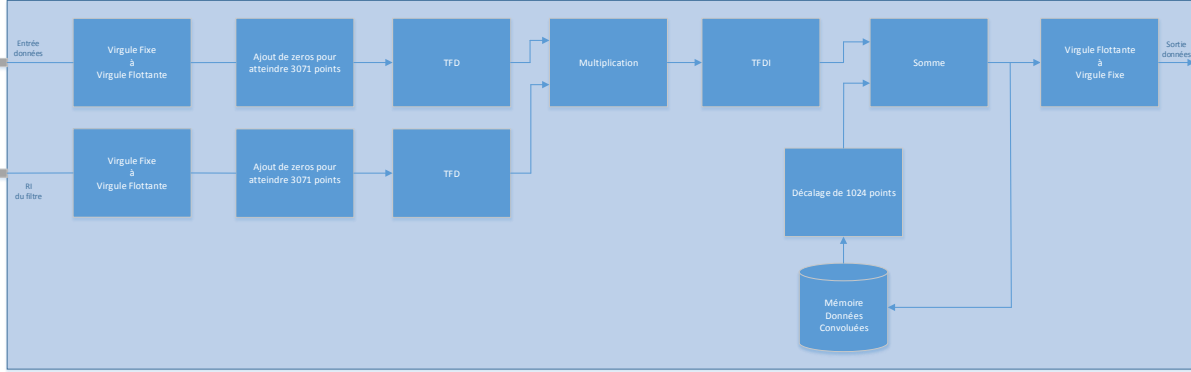 Entrée
données
Virgule Fixe
à
Virgule Flottante
Ajout de zeros pour
atteindre 3071 points
TFD
Multiplication
TFDI
Somme
Virgule Flottante
à
Virgule Fixe
Sortie
données
RI
du filtre
Virgule Fixe
à
Virgule Flottante
Ajout de zeros pour
atteindre 3071 points
TFD
Décalage de 1024 points
Mémoire
Données
Convoluées